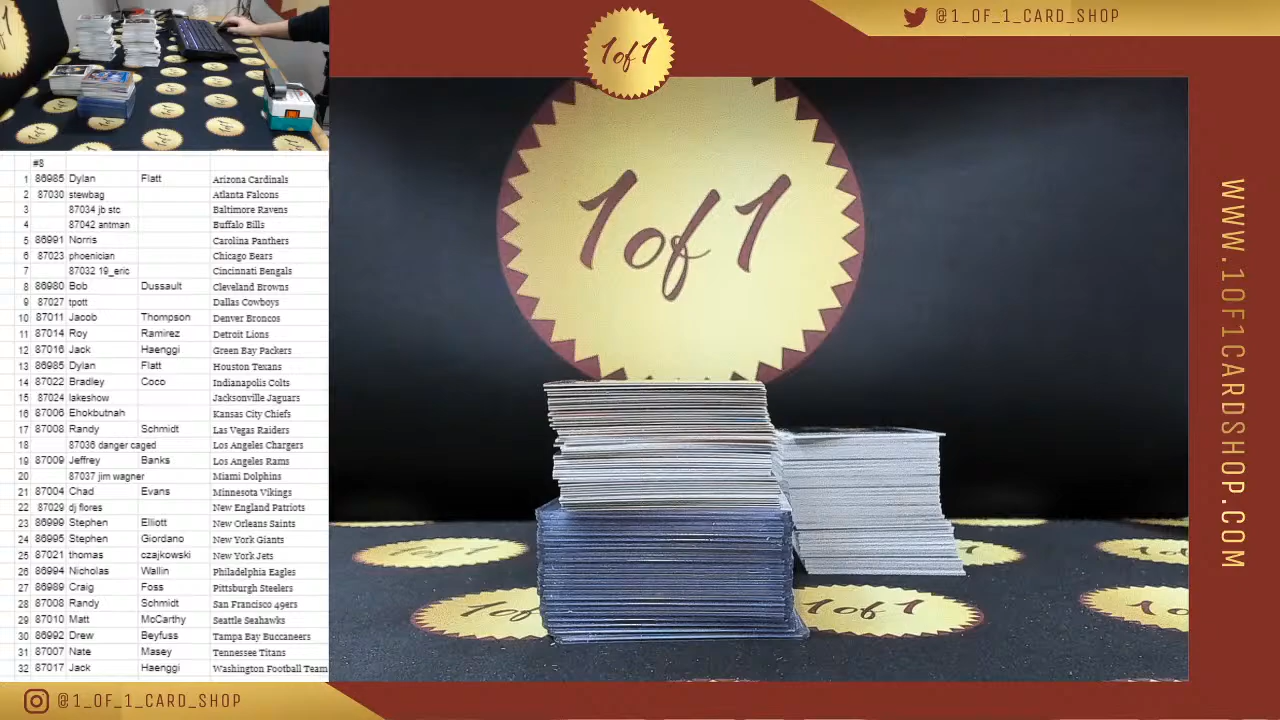 @1_OF_1_CARD_SHOP
1of1
1of1
#8
1 86985 Dylan Flatt Arizona Cardinals
2 87030 stewbag Atlanta Falcons
3 87034 jb stc Baltimore Ravens
4 87042 antman Buffalo Bills
5 86991 Norris Carolina Panthers
6 87023 phoenician Chicago Bears
7 87032 19_eric Cincinnati Bengals
8 86980 Bob Dussault Cleveland Browns
9 87027 tpott Dallas Cowboys
10 87011 Jacob Thompson Denver Broncos
11 87014 Roy Ramirez Detroit Lions
12 87016 Jack Haenggi Green Bay Packers
13 86985 Dylan Flatt Houston Texans
14 87022 Bradley Coco Indianapolis Colts
15 87024 lakeshow Jacksonville Jaguars
16 87006 Ehokbutnah Kansas City Chiefs
17 87008 Randy Schmidt Las Vegas Raiders
18 87036 danger caged Los Angeles Chargers
19 87009 Jeffrey Banks Los Angeles Rams
20 87037 jim wagner Miami Dolphins
21 87004 Chad Evans Minnesota Vikings
22 87029 dj flores New England Patriots
23 86999 Stephen Elliott New Orleans Saints
24 86995 Stephen Giordano New York Giants
25 87021 thomas czajkowski New York Jets
26 86994 Nicholas Wallin Philadelphia Eagles
27 86989 Craig Foss Pittsburgh Steelers
28 87008 Randy Schmidt San Francisco 49ers
29 87010 Matt McCarthy Seattle Seahawks
30 86992 Drew Beyfuss Tampa Bay Buccaneers
31 87007 Nate Masey Tennessee Titans
32 87017 Jack Haenggi Washington Football Team
WWW.1OF1CARDSHOP.COM
@1_OF_1_CARD_SHOP